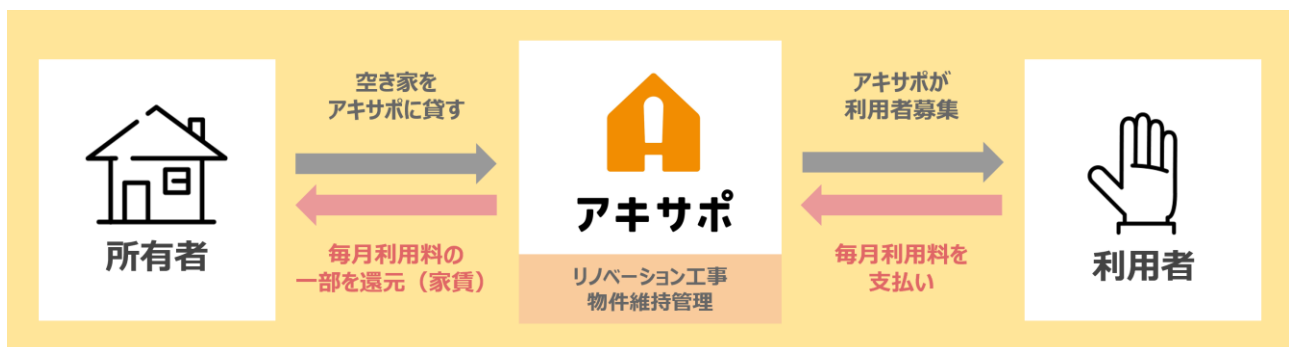 空き家を
アキサポに貸す
アキサポが
利用者募集
所有者
アキサポ
利用者
毎月利用料の
一部を還元（家賃）
リノベーション工事
物件維持管理
毎月利用料を
支払い